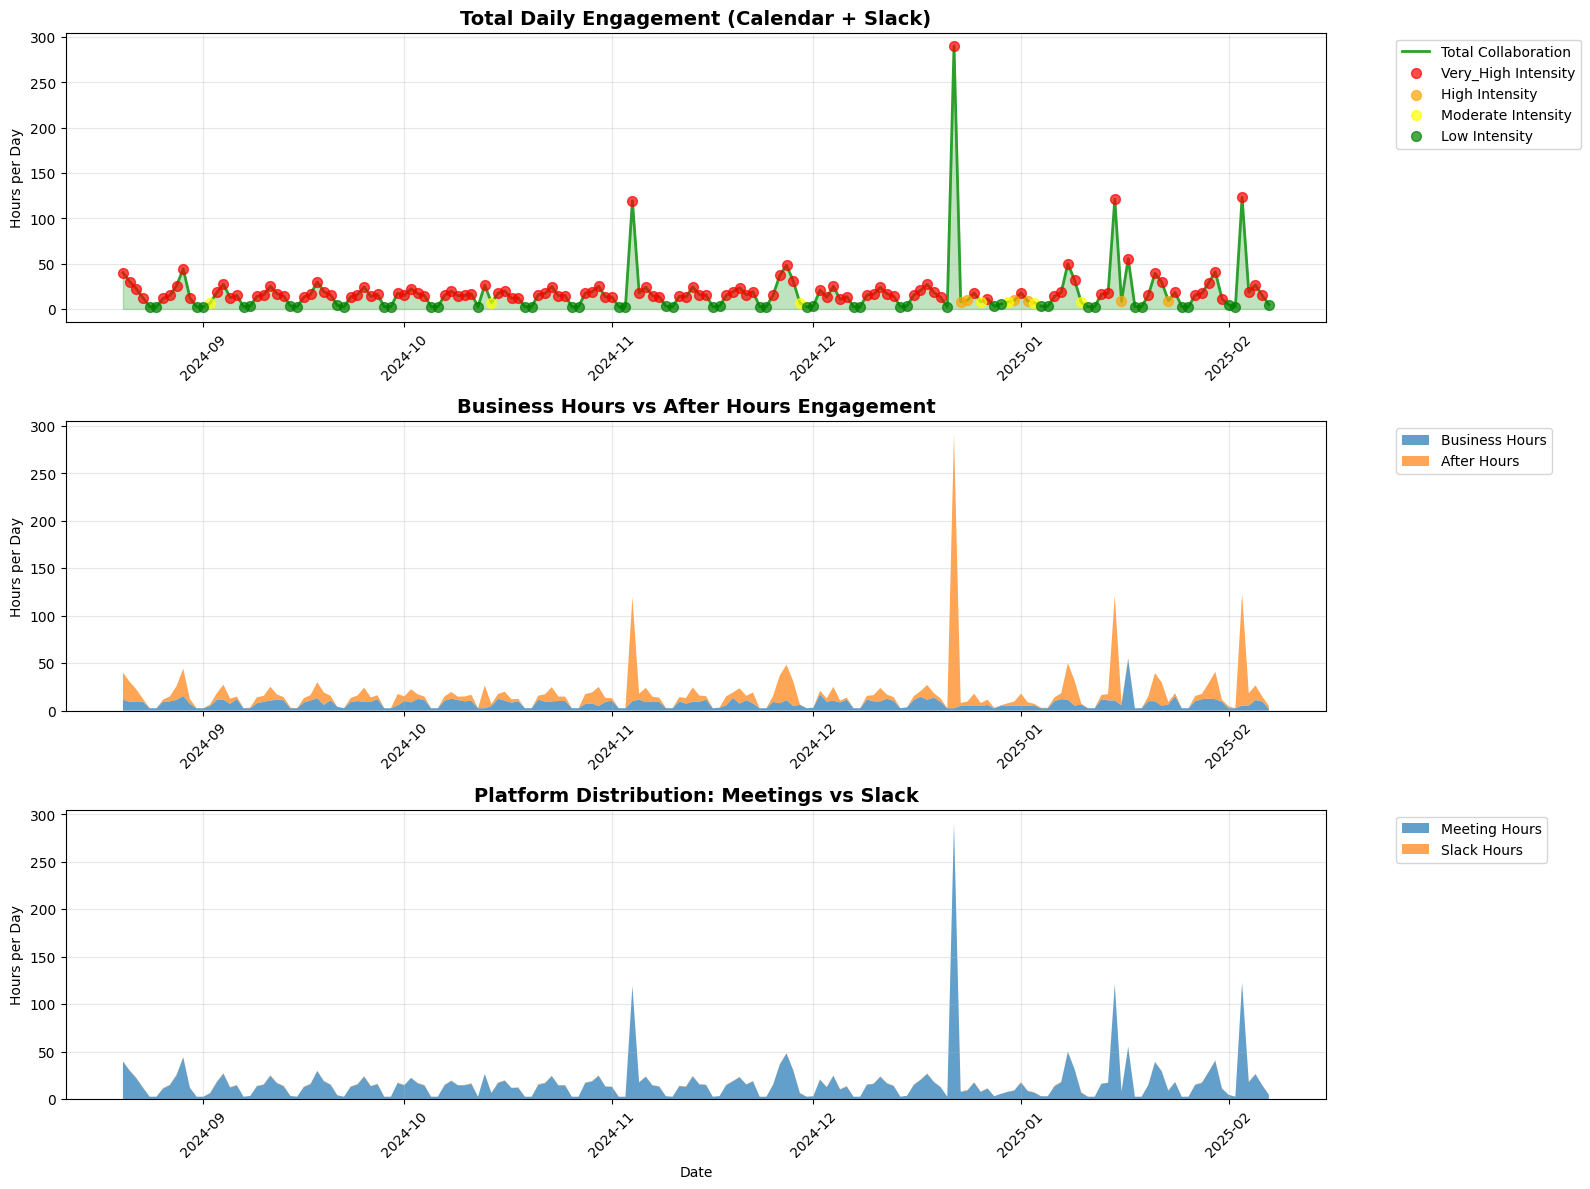 Total Daily Engagement (Calendar + Slack)
Hours per Day
300
250
200
150
100
50
0
2024-09
2024-10
2024-11
2024-12
2025-01
2025-02
Total Collaboration
Very_High Intensity
High Intensity
Moderate Intensity
Low Intensity
Business Hours vs After Hours Engagement
Hours per Day
300
250
200
150
100
50
0
2024-09
2024-10
2024-11
2024-12
2025-01
2025-02
Business Hours
After Hours
Platform Distribution: Meetings vs Slack
Hours per Day
300
250
200
150
100
50
0
2024-09
2024-10
2024-11
2024-12
2025-01
2025-02
Date
Meeting Hours
Slack Hours